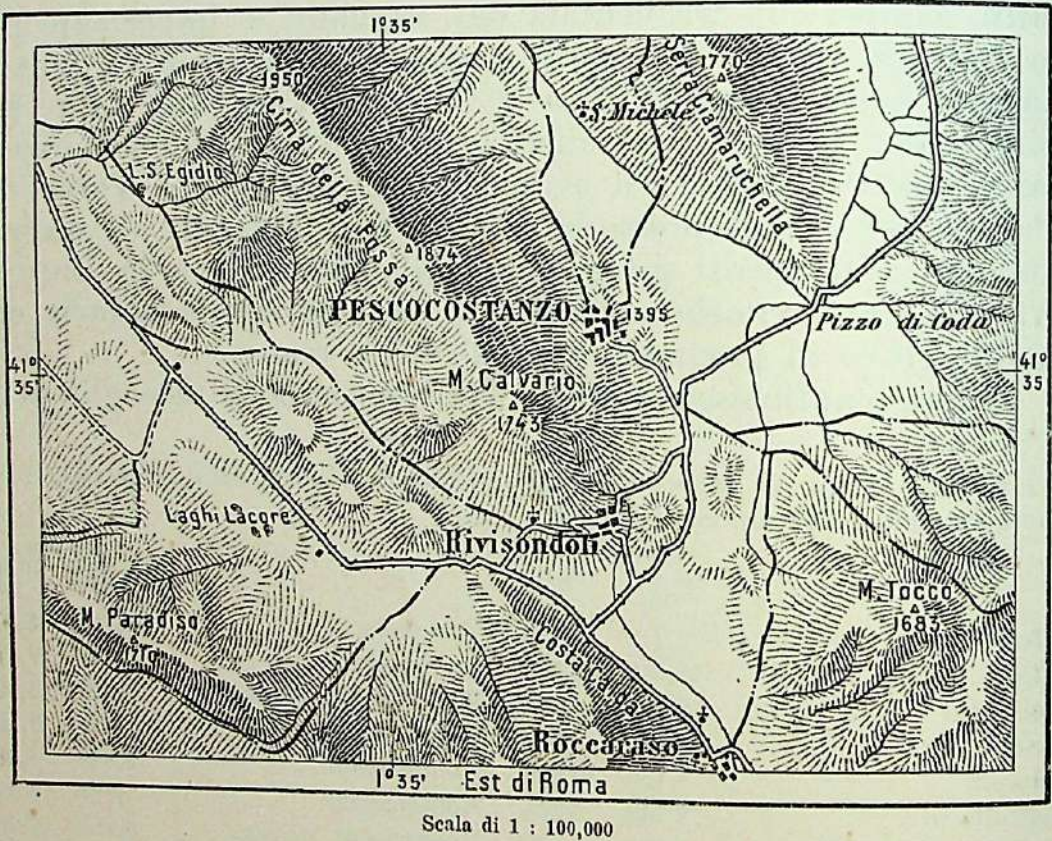 1° 35'
1950
1770
Serra Camaruchella
S. Michele
Cima della Fossa
L.S. Egidio
1874
PESCOCOSTANZO
1395
Pizzo di Coda
41° 35'
41° 35
M. Calvario
1743
Laghi Lacore
Rivisondoli
M. Tocco
1683
M. Paradiso
Costa Calda
Roccaraso
1° 35' Est di Roma
Scala di 1 : 100,000